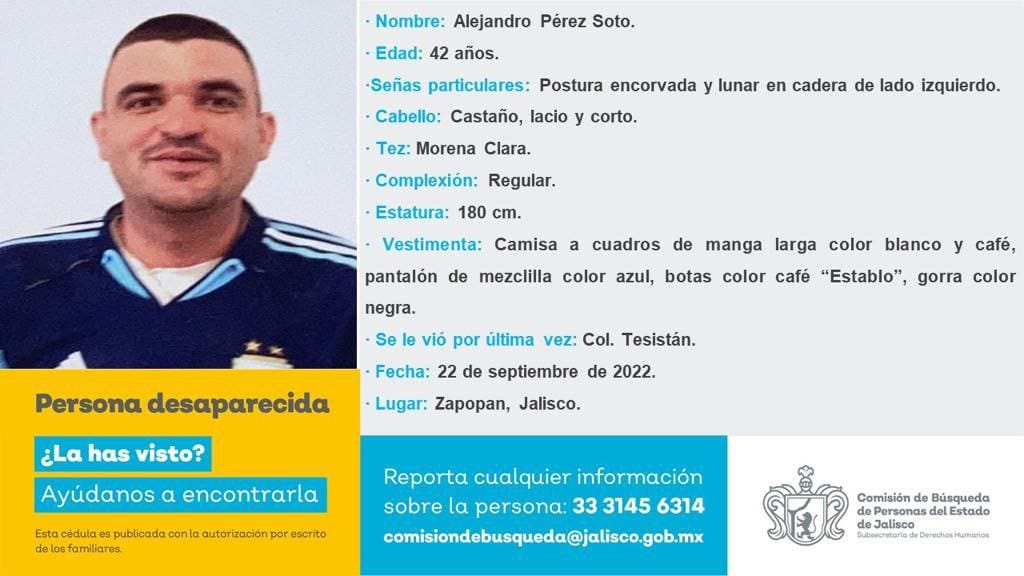 · Nombre: Alejandro Pérez Soto.
· Edad: 42 años.
·Señas particulares: Postura encorvada y lunar en cadera de lado izquierdo.
· Cabello: Castaño, lacio y corto.
· Tez: Morena Clara.
· Complexión: Regular.
· Estatura: 180 cm.
· Vestimenta: Camisa a cuadros de manga larga color blanco y café,
pantalón de mezclilla color azul, botas color café “Establo”, gorra color
negra.
· Se le vió por última vez: Col. Tesistán.
· Fecha: 22 de septiembre de 2022.
· Lugar: Zapopan, Jalisco.
Persona desaparecida
¿La has visto?
Ayúdanos a encontrarla
Esta cédula es publicada con la autorización por escrito
de los familiares.
Reporta cualquier información
sobre la persona: 33 3145 6314
comisiondebusqueda@jalisco.gob.mx
Comisión de Búsqueda
de Personas del Estado
de Jalisco
Subsecretaría de Derechos Humanos